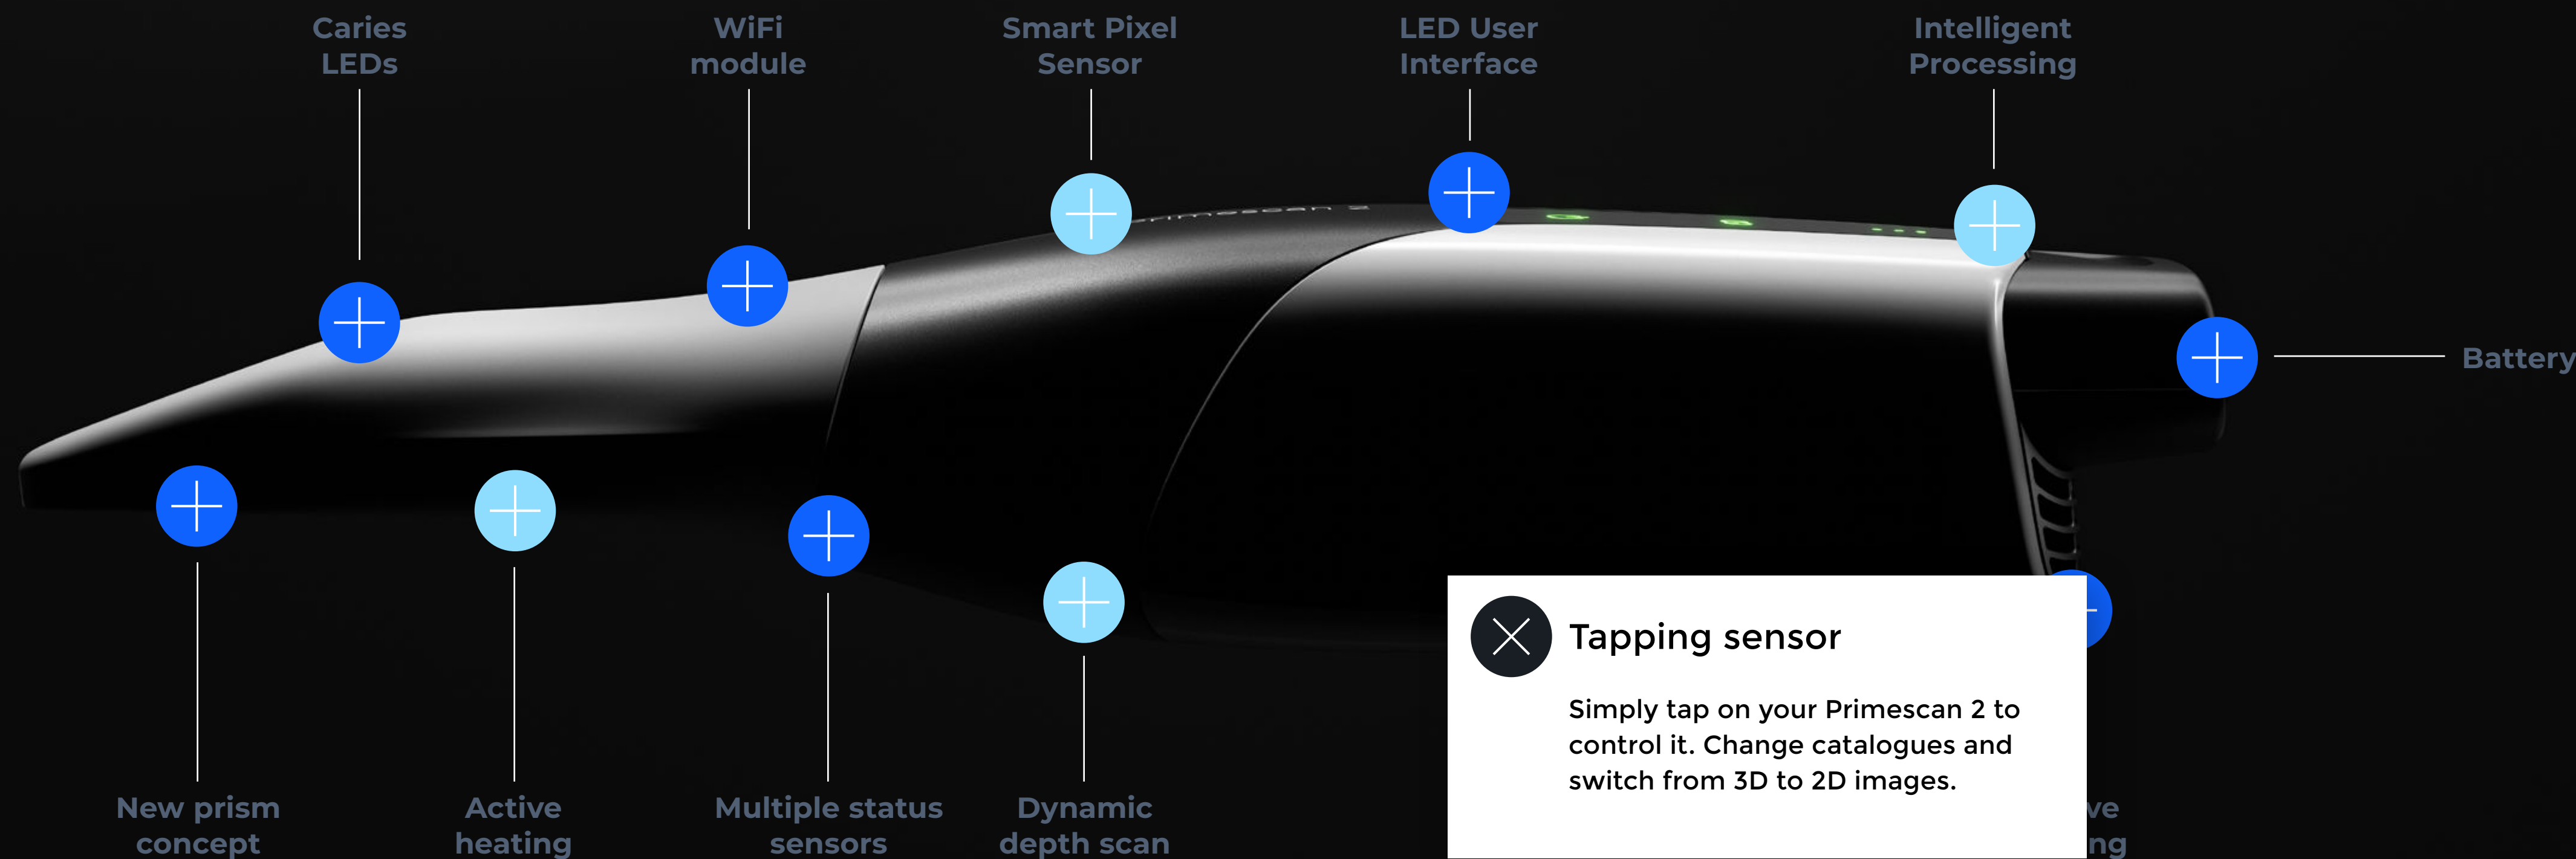 Caries
LEDs
WiFi
module
Smart Pixel
Sensor
LED User
Interface
Intelligent
Processing
primescan 2
Battery
Tapping sensor
Simply tap on your Primescan 2 to
control it. Change catalogues and
switch from 3D to 2D images.
New prism
concept
Active
heating
Multiple status
sensors
Dynamic
depth scan